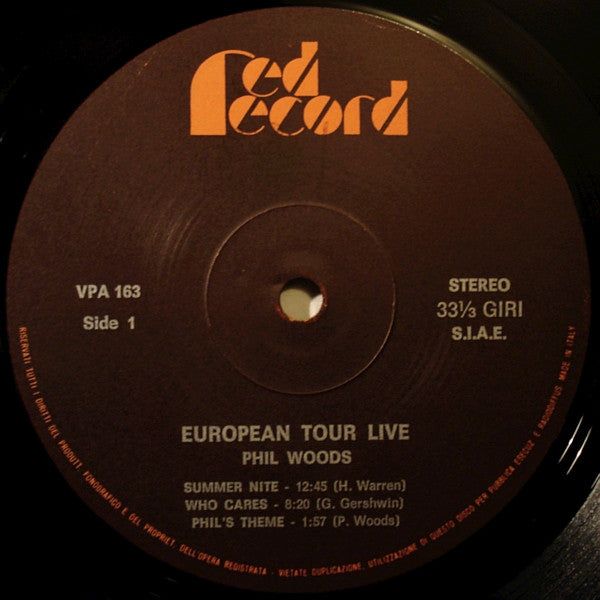 red
record
VPA 163
Side 1
STEREO
33⅓ GIRI
S.I.A.E.
EUROPEAN TOUR LIVE
PHIL WOODS
SUMMER NITE - 12:45 (H. Warren)
WHO CARES - 8:20 (G. Gershwin)
PHIL'S THEME - 1:57 (P. Woods)
RISERVATI TUTTI I DIRITTI DEL PRODUTT. FONOGRAFICO E DEL PROPRIET. DELL'OPERA REGISTRATA - VIETATE DUPLICAZIONE, UTILIZZAZIONE DI QUESTO DISCO PER PUBBLICA ESECUZ. E RADIODIFUS. MADE IN ITALY